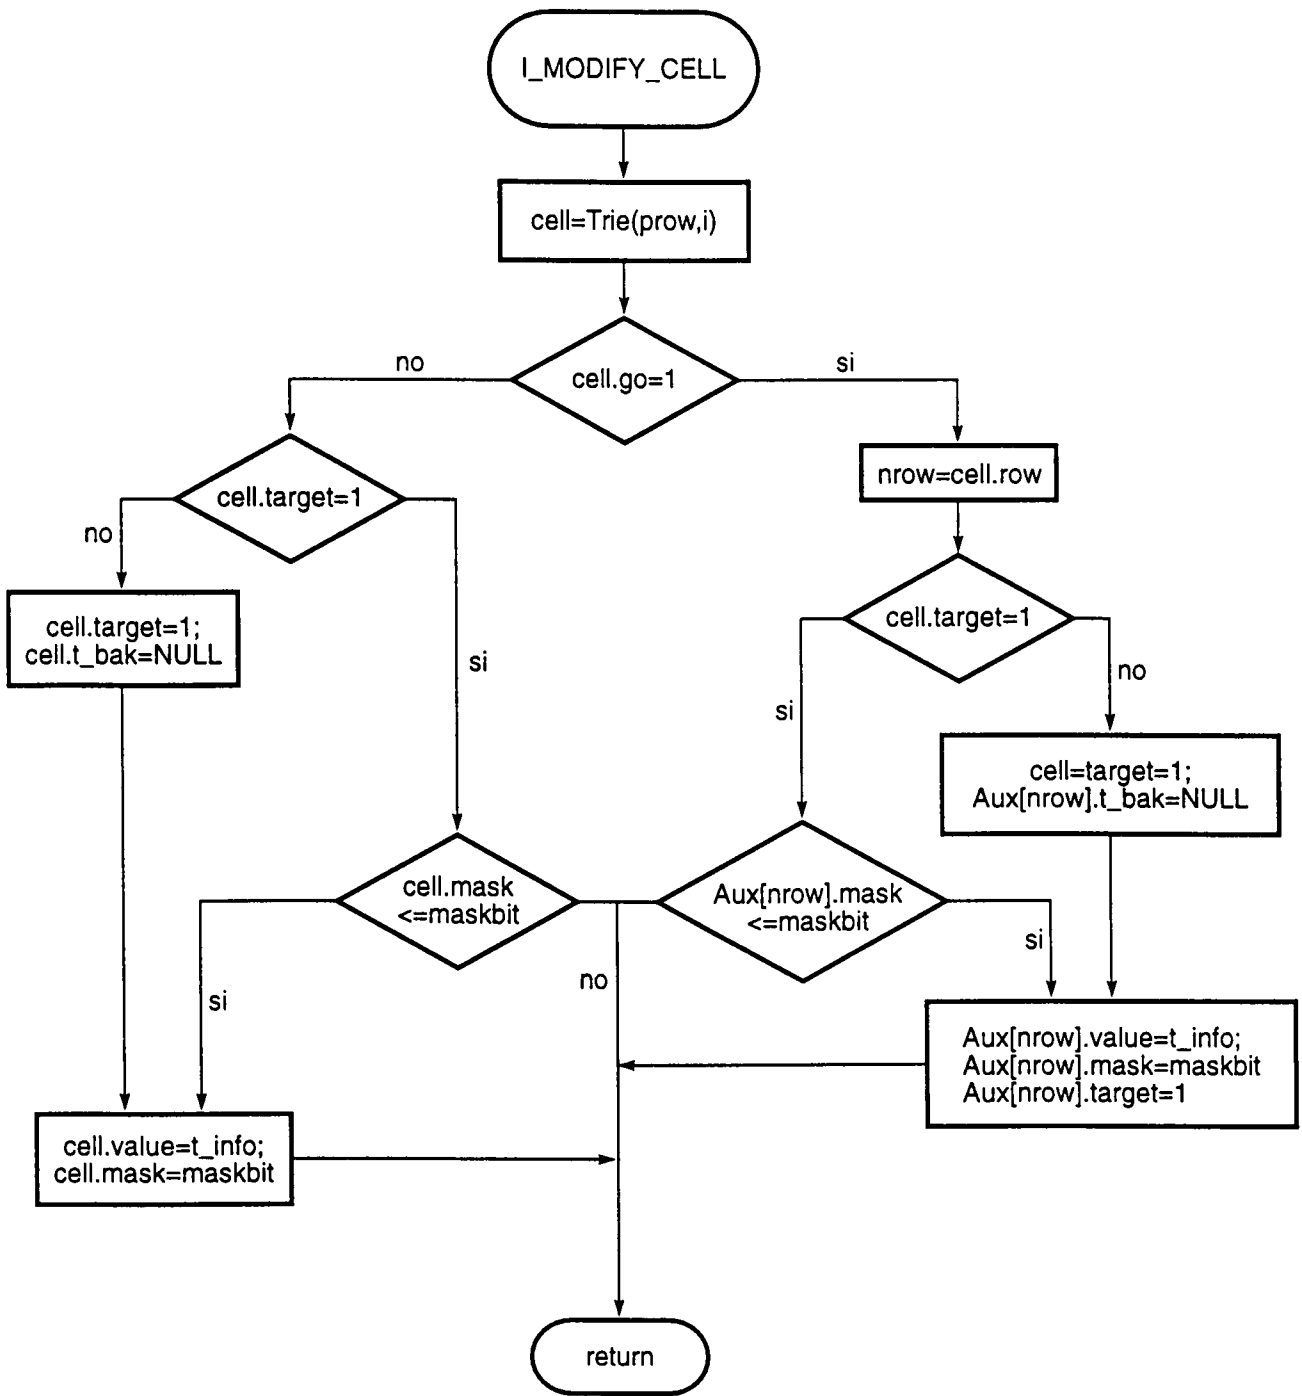 I_MODIFY_CELL
cell=Trie(prow,i)
cell.go=1
no
si
cell.target=1
nrow=cell.row
no
cell.target=1
cell.target=1;
cell.t_bak=NULL
si
no
si
cell=target=1;
Aux[nrow].t_bak=NULL
cell.mask
<=maskbit
Aux[nrow].mask
<=maskbit
si
no
si
Aux[nrow].value=t_info;
Aux[nrow].mask=maskbit
Aux[nrow].target=1
cell.value=t_info;
cell.mask=maskbit
return